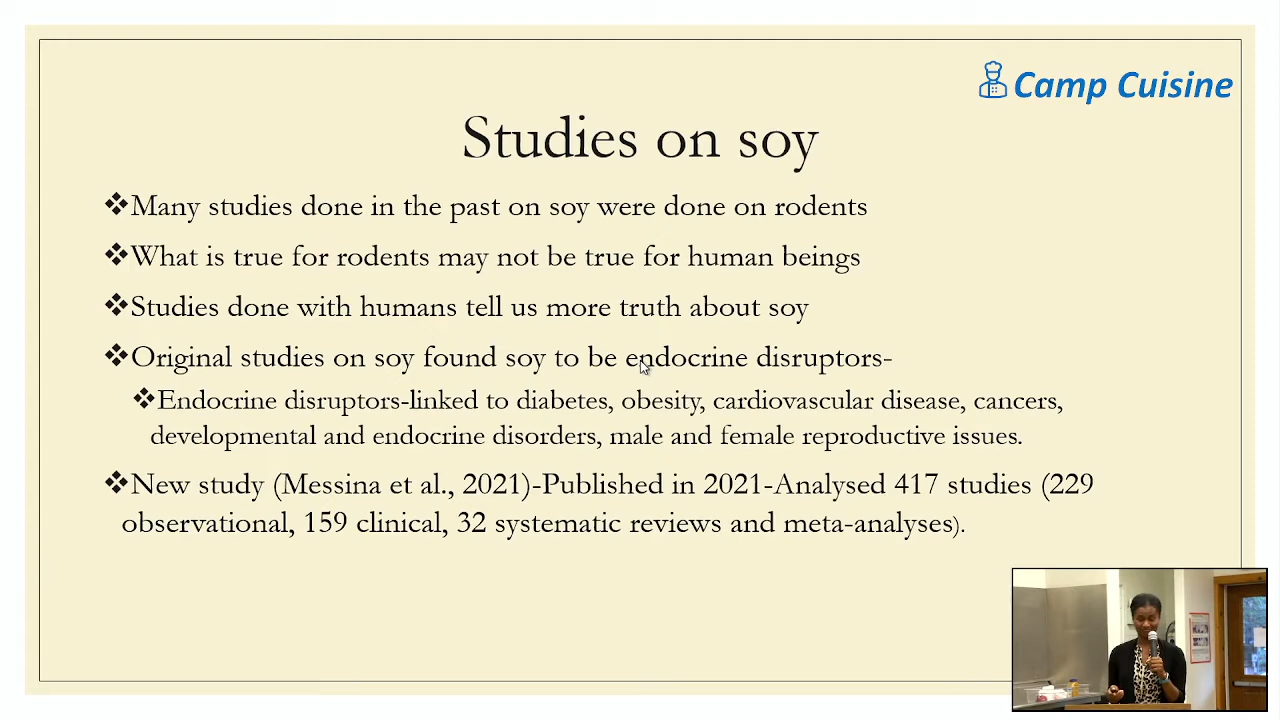 Camp Cuisine
Studies on soy
❖Many studies done in the past on soy were done on rodents
❖What is true for rodents may not be true for human beings
❖Studies done with humans tell us more truth about soy
❖Original studies on soy found soy to be endocrine disruptors-
❖Endocrine disruptors-linked to diabetes, obesity, cardiovascular disease, cancers,
developmental and endocrine disorders, male and female reproductive issues.
❖New study (Messina et al., 2021)-Published in 2021-Analysed 417 studies (229
observational, 159 clinical, 32 systematic reviews and meta-analyses).